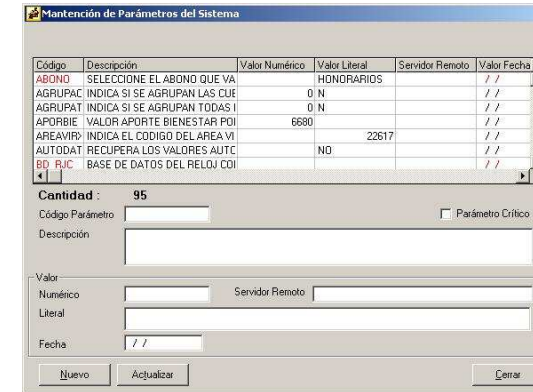 Mantención de Parámetros del Sistema
Código Descripción Valor Numérico Valor Literal Servidor Remoto Valor Fecha
ABONO SELECCIONE EL ABONO QUE VA HONORARIOS / /
AGRUPAC INDICA SI SE AGRUPAN LAS CUE 0 N / /
AGRUPAT INDICA SI SE AGRUPAN TODAS I 0 N / /
APORBIE VALOR APORTE BIENESTAR POI 6680 / /
AREAVIR INDICA EL CODIGO DEL AREA VI 22617 / /
AUTODAT RECUPERA LOS VALORES AUTC NO / /
BD_RJC BASE DE DATOS DEL RELOJ COI / /
Cantidad : 95
Código Parámetro Parámetro Crítico
Descripción
Valor
Numérico Servidor Remoto
Literal
Fecha / /
Nuevo Actualizar Cerrar